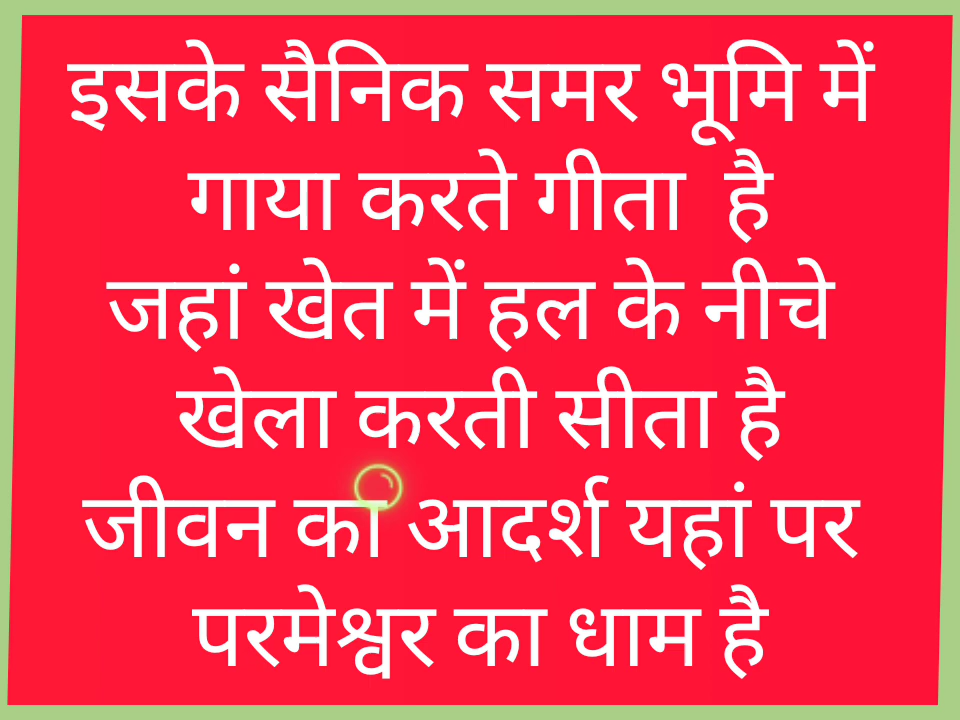 इसके सैनिक समर भूमि में
गाया करते गीता है
जहां खेत में हल के नीचे
खेला करती सीता है
जीवन का आदर्श यहां पर
परमेश्वर का धाम है